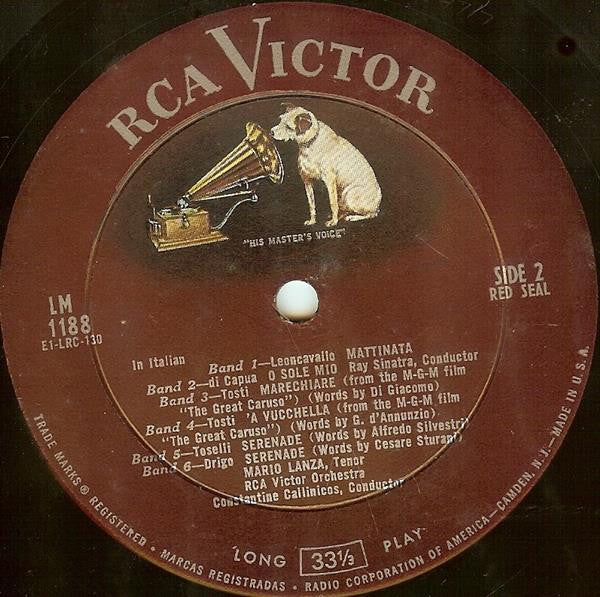 RCA VICTOR
"HIS MASTER'S VOICE"
LM
1188
E1-LRC-130
SIDE 2
RED SEAL
In Italian
Band 1—Leoncavallo MATTINATA
Band 2—di Capua O SOLE MIO Ray Sinatra, Conductor
Band 3—Tosti MARECHIARE (from the M-G-M film
"The Great Caruso") (Words by Di Giacomo)
Band 4—Tosti 'A VUCCHELLA (from the M-G-M film
"The Great Caruso") (Words by G. d'Annunzio)
Band 5—Toselli SERENADE (Words by Alfredo Silvestri)
Band 6—Drigo SERENADE (Words by Cesare Sturani)
MARIO LANZA, Tenor
RCA Victor Orchestra
Constantine Callinicos, Conductor
LONG 33⅓ PLAY
TRADE MARKS ® REGISTERED • MARCAS REGISTRADAS • RADIO CORPORATION OF AMERICA—CAMDEN, N.J.—MADE IN U.S.A.